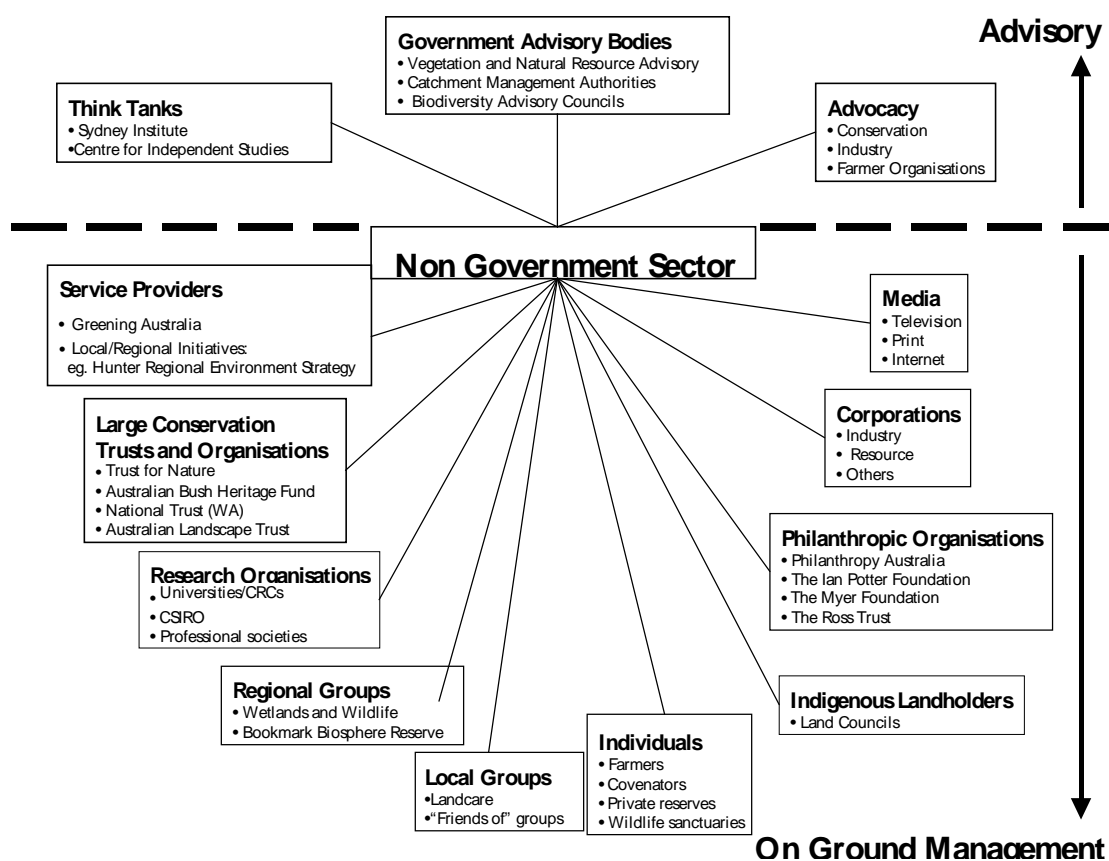 Advisory
Government Advisory Bodies
• Vegetation and Natural Resource Advisory
• Catchment Management Authorities
• Biodiversity Advisory Councils
Think Tanks
• Sydney Institute
•Centre for Independent Studies
Advocacy
• Conservation
• Industry
• Farmer Organisations
Non Government Sector
Service Providers
• Greening Australia
• Local/Regional Initiatives:
eg. Hunter Regional Environment Strategy
Media
• Television
• Print
• Internet
Large Conservation
Trusts and Organisations
• Trust for Nature
• Australian Bush Heritage Fund
• National Trust (WA)
• Australian Landscape Trust
Corporations
• Industry
• Resource
• Others
Research Organisations
• Universities/CRCs
• CSIRO
• Professional societies
Philanthropic Organisations
• Philanthropy Australia
• The Ian Potter Foundation
• The Myer Foundation
• The Ross Trust
Regional Groups
• Wetlands and Wildlife
• Bookmark Biosphere Reserve
Indigenous Landholders
• Land Councils
Local Groups
•Landcare
•“Friends of” groups
Individuals
• Farmers
• Covenators
• Private reserves
• Wildlife sanctuaries
On Ground Management